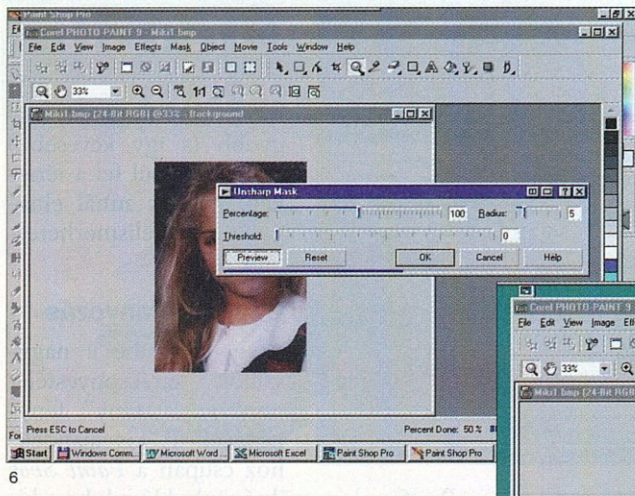 Paint Shop Pro
Corel PHOTO-PAINT 9 - Miki1.bmp
File Edit View Image Effects Mask Object Movie Tools Window Help
33% 1:1
Miki1.bmp [24-Bit RGB] @33% - Background
Unsharp Mask
Percentage: 100 Radius: 5
Threshold: 0
Preview Reset OK Cancel Help
Press ESC to Cancel Percent Done: 50 %
Start Windows Comm... Microsoft Word ... Microsoft Excel Paint Shop Pro Paint Shop Pro
Corel PHOTO-PAINT 9
File Edit View Image Eff
33%
Miki1.bmp [24-Bit RGB
6